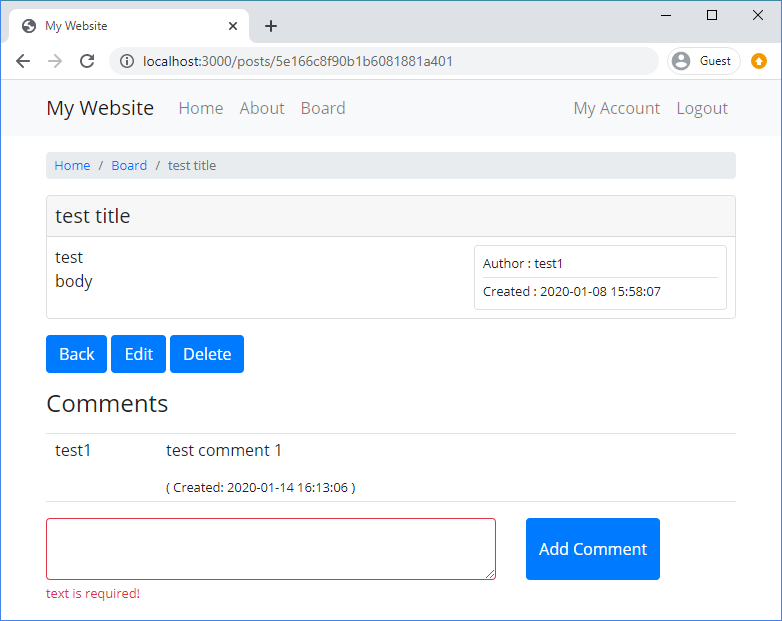 My Website
localhost:3000/posts/5e166c8f90b1b6081881a401
Guest
My Website Home About Board My Account Logout
Home / Board / test title
test title
test
body
Author : test1
Created : 2020-01-08 15:58:07
Back Edit Delete
Comments
test1 test comment 1
( Created: 2020-01-14 16:13:06 )
Add Comment
text is required!